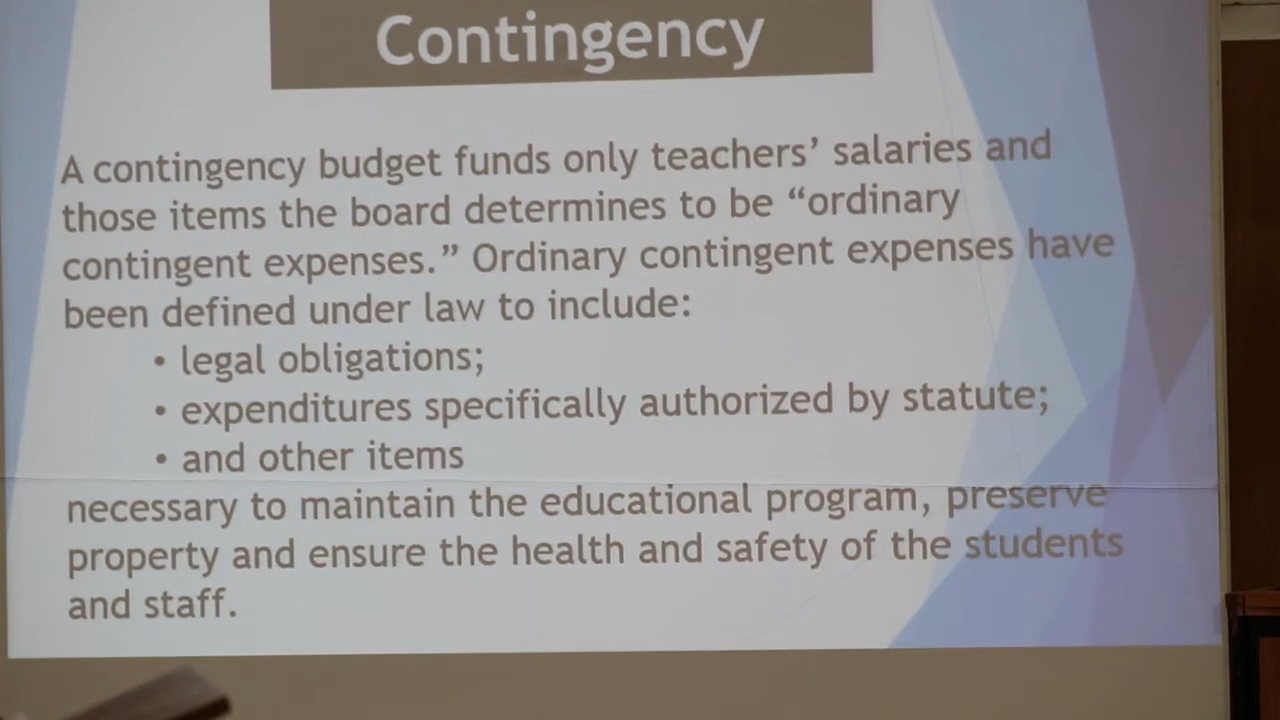 Contingency
A contingency budget funds only teachers’ salaries and
those items the board determines to be “ordinary
contingent expenses.” Ordinary contingent expenses have
been defined under law to include:
• legal obligations;
• expenditures specifically authorized by statute;
• and other items
necessary to maintain the educational program, preserve
property and ensure the health and safety of the students
and staff.